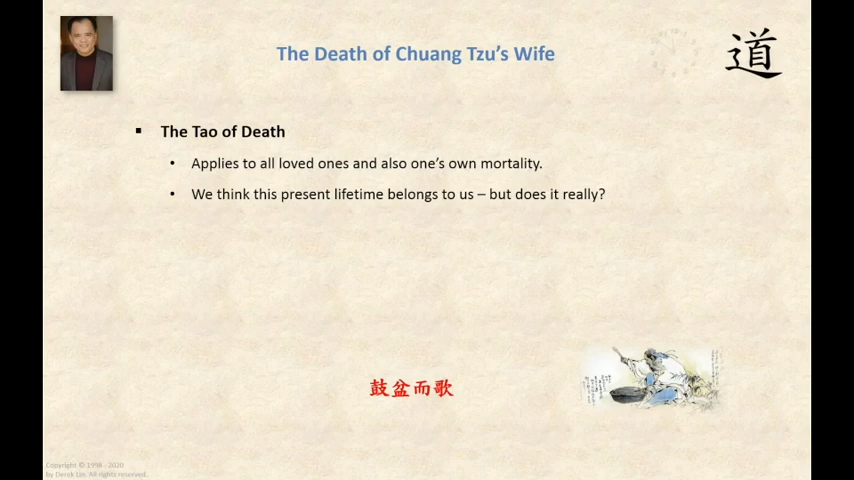 The Death of Chuang Tzu's Wife
道
▪ The Tao of Death
• Applies to all loved ones and also one's own mortality.
• We think this present lifetime belongs to us – but does it really?
鼓盆而歌
Copyright © 1998 - 2020
by Derek Lin. All rights reserved.